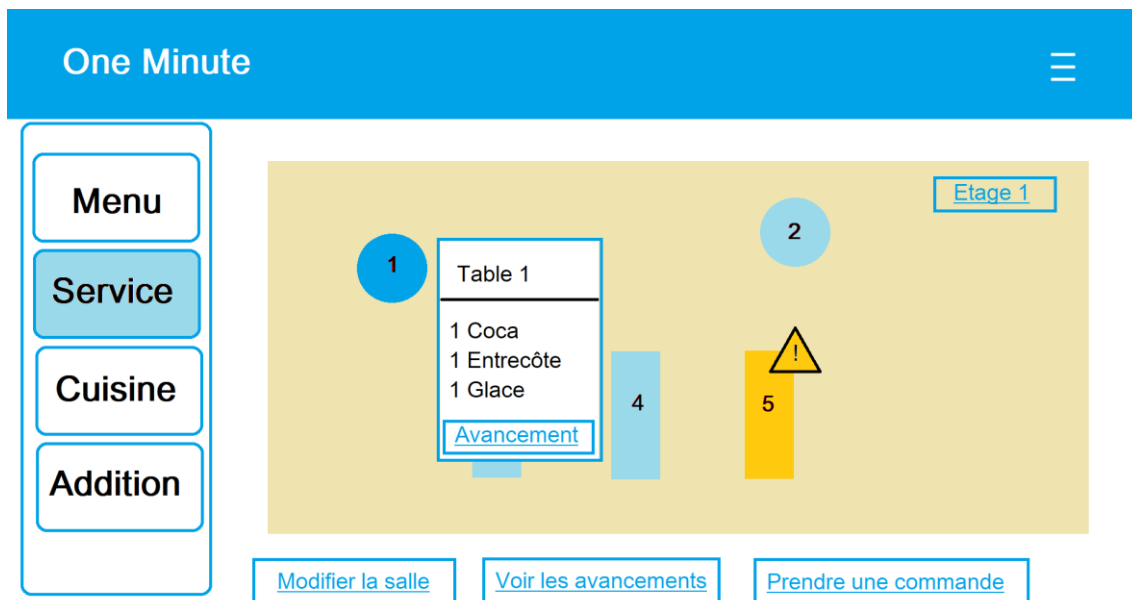 One Minute
Menu
Service
Cuisine
Addition
Etage 1
1
2
Table 1
1 Coca
1 Entrecôte
1 Glace
Avancement
4
!
5
Modifier la salle
Voir les avancements
Prendre une commande